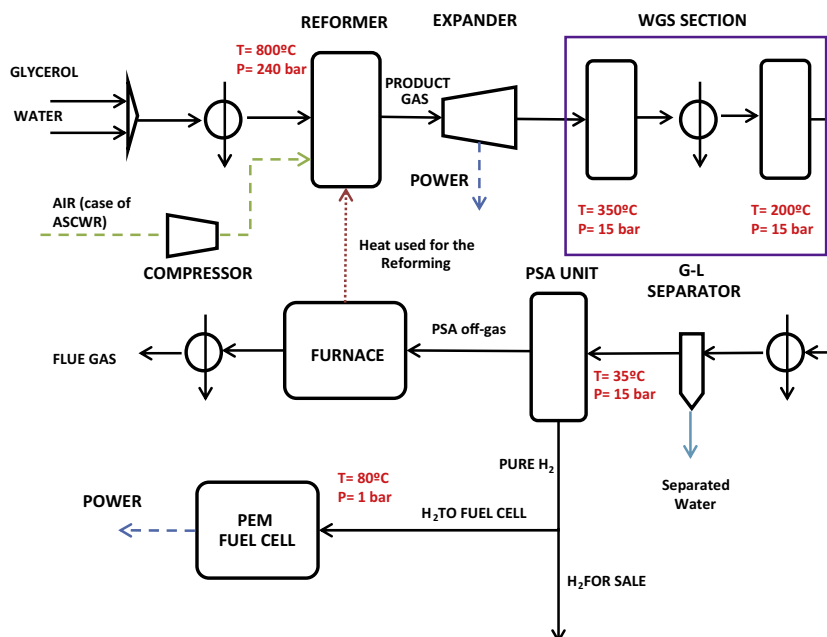 REFORMER
EXPANDER
WGS SECTION
T= 800ºC
P= 240 bar
GLYCEROL
WATER
PRODUCT
GAS
POWER
AIR (case of
ASCWR)
COMPRESSOR
Heat used for the
Reforming
T= 350ºC
P= 15 bar
T= 200ºC
P= 15 bar
PSA UNIT
G-L
SEPARATOR
FLUE GAS
FURNACE
PSA off-gas
T= 35ºC
P= 15 bar
Separated
Water
PURE H₂
T= 80ºC
P= 1 bar
POWER
PEM
FUEL CELL
H₂TO FUEL CELL
H₂FOR SALE